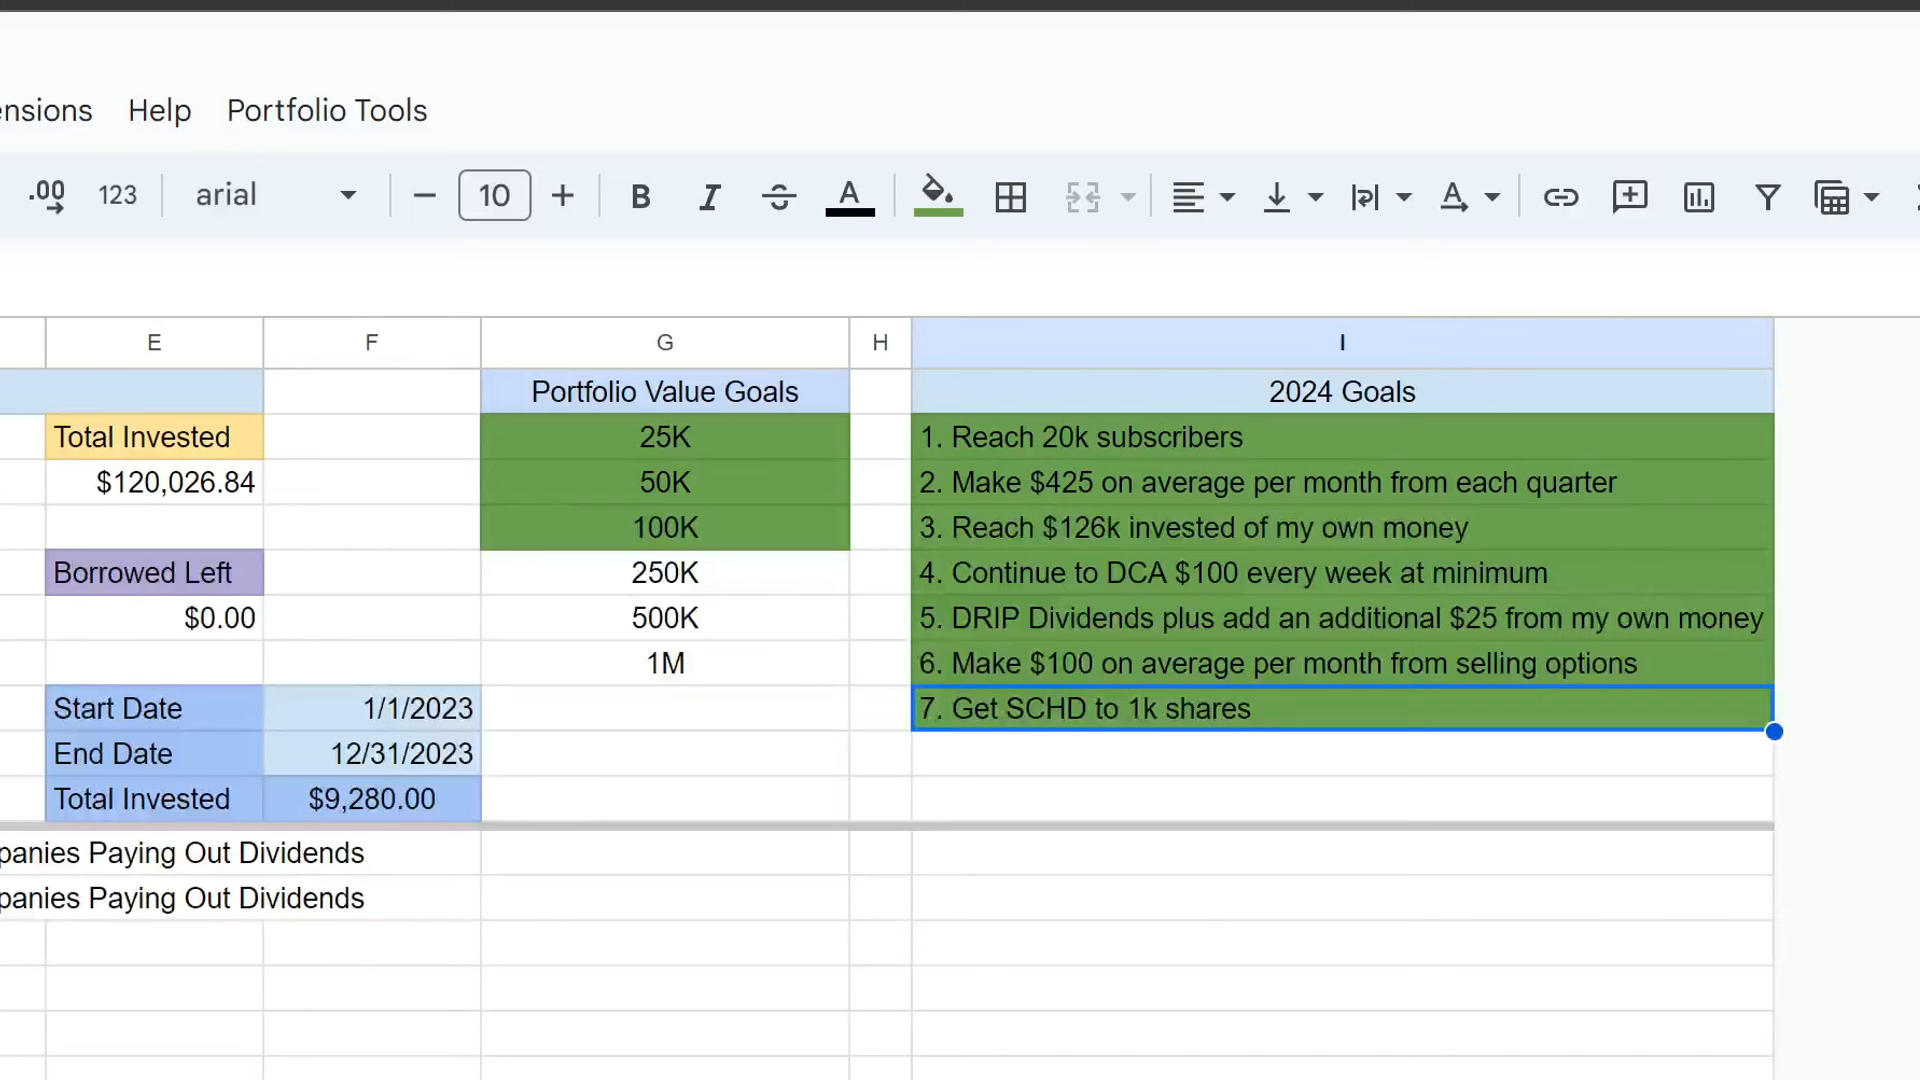 ensions Help Portfolio Tools
.00 123 arial 10 B I A A
E F G H I
Portfolio Value Goals 2024 Goals
Total Invested 25K 1. Reach 20k subscribers
$120,026.84 50K 2. Make $425 on average per month from each quarter
100K 3. Reach $126k invested of my own money
Borrowed Left 250K 4. Continue to DCA $100 every week at minimum
$0.00 500K 5. DRIP Dividends plus add an additional $25 from my own money
1M 6. Make $100 on average per month from selling options
Start Date 1/1/2023 7. Get SCHD to 1k shares
End Date 12/31/2023
Total Invested $9,280.00
panies Paying Out Dividends
panies Paying Out Dividends